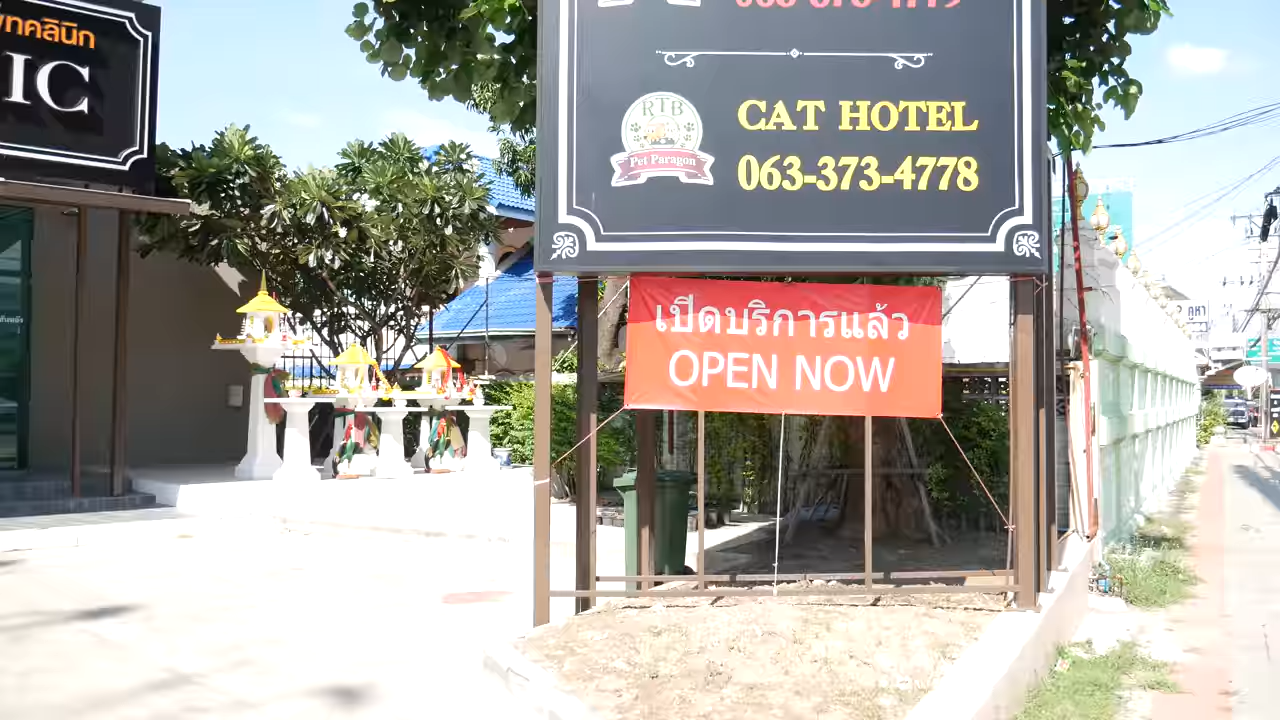 คลินิก
IC
RTB
Pet Paragon
CAT HOTEL
063-373-4778
เปิดบริการแล้ว
OPEN NOW